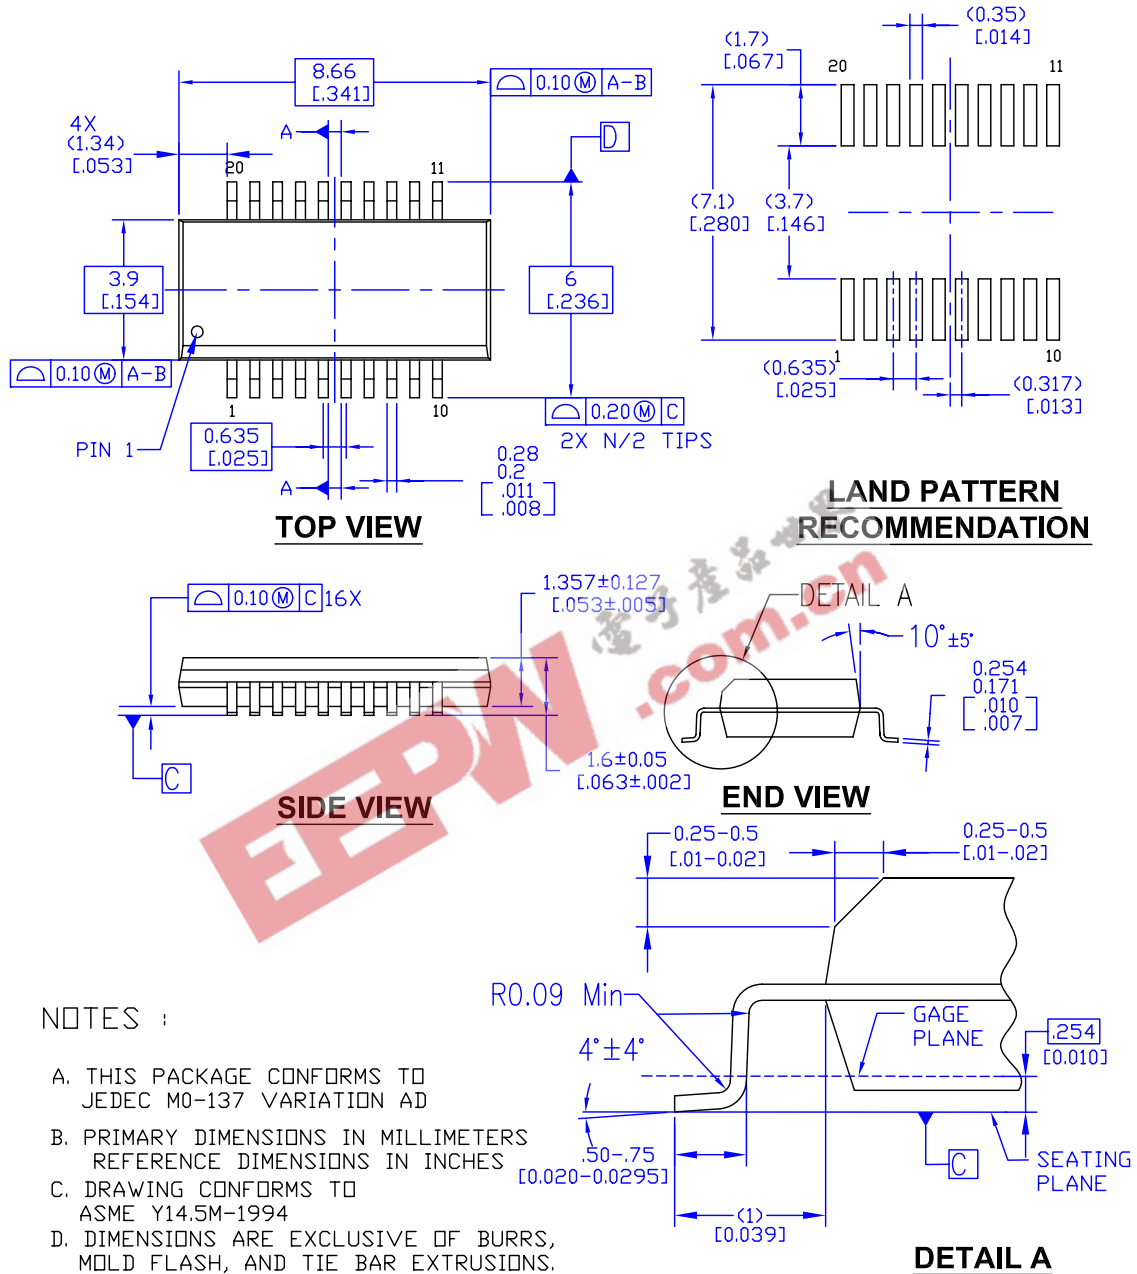 8.66
[.341]
⌓ 0.10 Ⓜ A-B
4X
(1.34)
[.053]
A
D
20
11
3.9
[.154]
6
[.236]
⌓ 0.10 Ⓜ A-B
1
10
⌓ 0.20 Ⓜ C
2X N/2 TIPS
PIN 1
0.635
[.025]
A
0.28
0.2
.011
.008
TOP VIEW
(0.35)
[.014]
(1.7)
[.067]
20
11
(7.1)
[.280]
(3.7)
[.146]
1
10
(0.635)
[.025]
(0.317)
[.013]
LAND PATTERN
RECOMMENDATION
⌓ 0.10 Ⓜ C 16X
1.357±0.127
[.053±.005]
C
1.6±0.05
[.063±.002]
SIDE VIEW
DETAIL A
10°±5°
0.254
0.171
.010
.007
END VIEW
電子產品世界
EEPW
.com.cn
0.25-0.5
[.01-0.02]
0.25-0.5
[.01-.02]
R0.09 Min
4°±4°
GAGE
PLANE
.254
[0.010]
.50-.75
[0.020-0.0295]
C
SEATING
PLANE
(1)
[0.039]
DETAIL A
NOTES :
A. THIS PACKAGE CONFORMS TO
JEDEC M0-137 VARIATION AD
B. PRIMARY DIMENSIONS IN MILLIMETERS
REFERENCE DIMENSIONS IN INCHES
C. DRAWING CONFORMS TO
ASME Y14.5M-1994
D. DIMENSIONS ARE EXCLUSIVE OF BURRS,
MOLD FLASH, AND TIE BAR EXTRUSIONS.